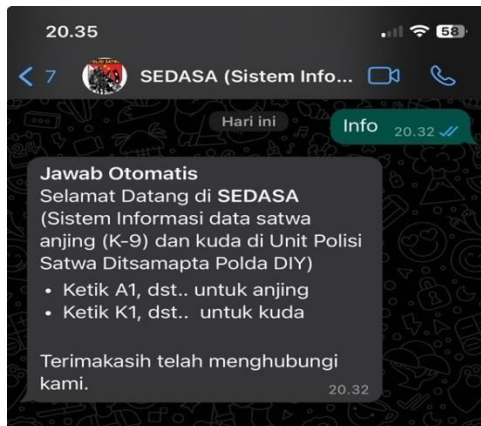 20.35
58
7
SEDASA (Sistem Info...
Hari ini
Info 20.32
Jawab Otomatis
Selamat Datang di SEDASA
(Sistem Informasi data satwa
anjing (K-9) dan kuda di Unit Polisi
Satwa Ditsamapta Polda DIY)
• Ketik A1, dst.. untuk anjing
• Ketik K1, dst.. untuk kuda
Terimakasih telah menghubungi
kami.
20.32